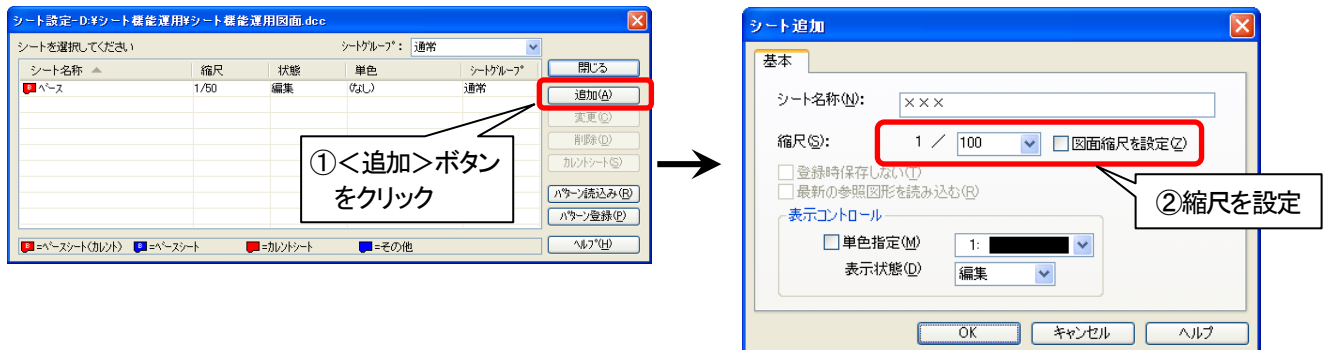 シート設定-D:¥シート機能運用¥シート機能運用図面.dcc
シートを選択してください
シートグループ: 通常
シート名称 縮尺 状態 単色 シートグループ
ベース 1/50 編集 (なし) 通常
閉じる
追加(A)
変更(C)
削除(D)
カレントシート(S)
パターン読込み(R)
パターン登録(P)
ヘルプ(H)
=ベースシート(カレント) =ベースシート =カレントシート =その他
①<追加>ボタン
をクリック
シート追加
基本
シート名称(N): ×××
縮尺(S): 1 / 100 図面縮尺を設定(Z)
登録時保存しない(T)
最新の参照図形を読み込む(R)
表示コントロール
単色指定(M) 1:
表示状態(D) 編集
②縮尺を設定
OK キャンセル ヘルプ